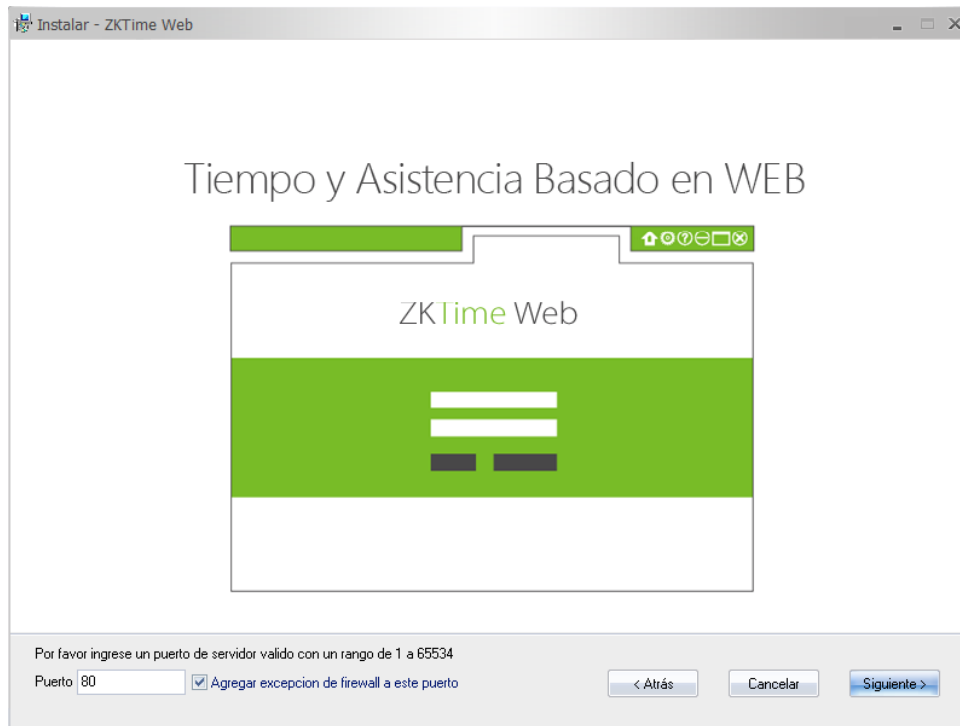 Instalar - ZKTime Web
Tiempo y Asistencia Basado en WEB
ZKTime Web
Por favor ingrese un puerto de servidor valido con un rango de 1 a 65534
Puerto 80 Agregar excepcion de firewall a este puerto < Atrás Cancelar Siguiente >